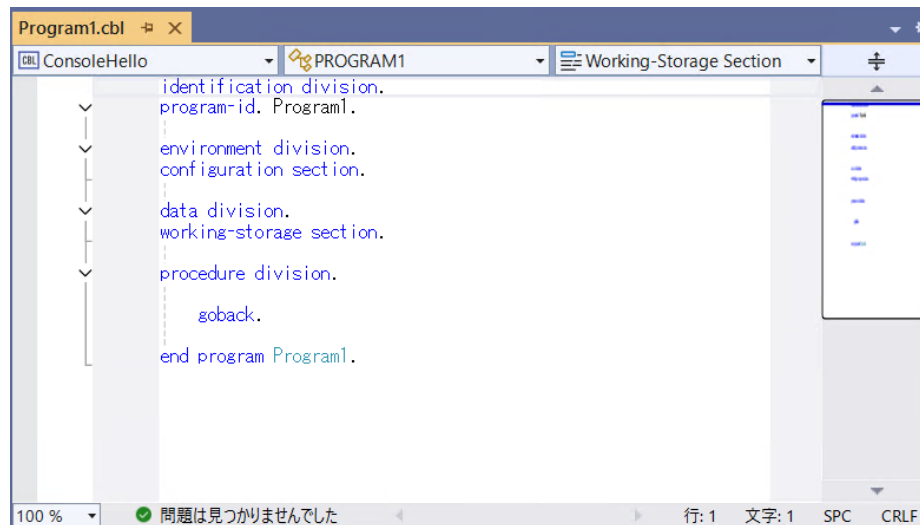 Program1.cbl
CBL ConsoleHello PROGRAM1 Working-Storage Section
identification division.
program-id. Program1.
environment division.
configuration section.
data division.
working-storage section.
procedure division.
goback.
end program Program1.
100 % 問題は見つかりませんでした 行: 1 文字: 1 SPC CRLF